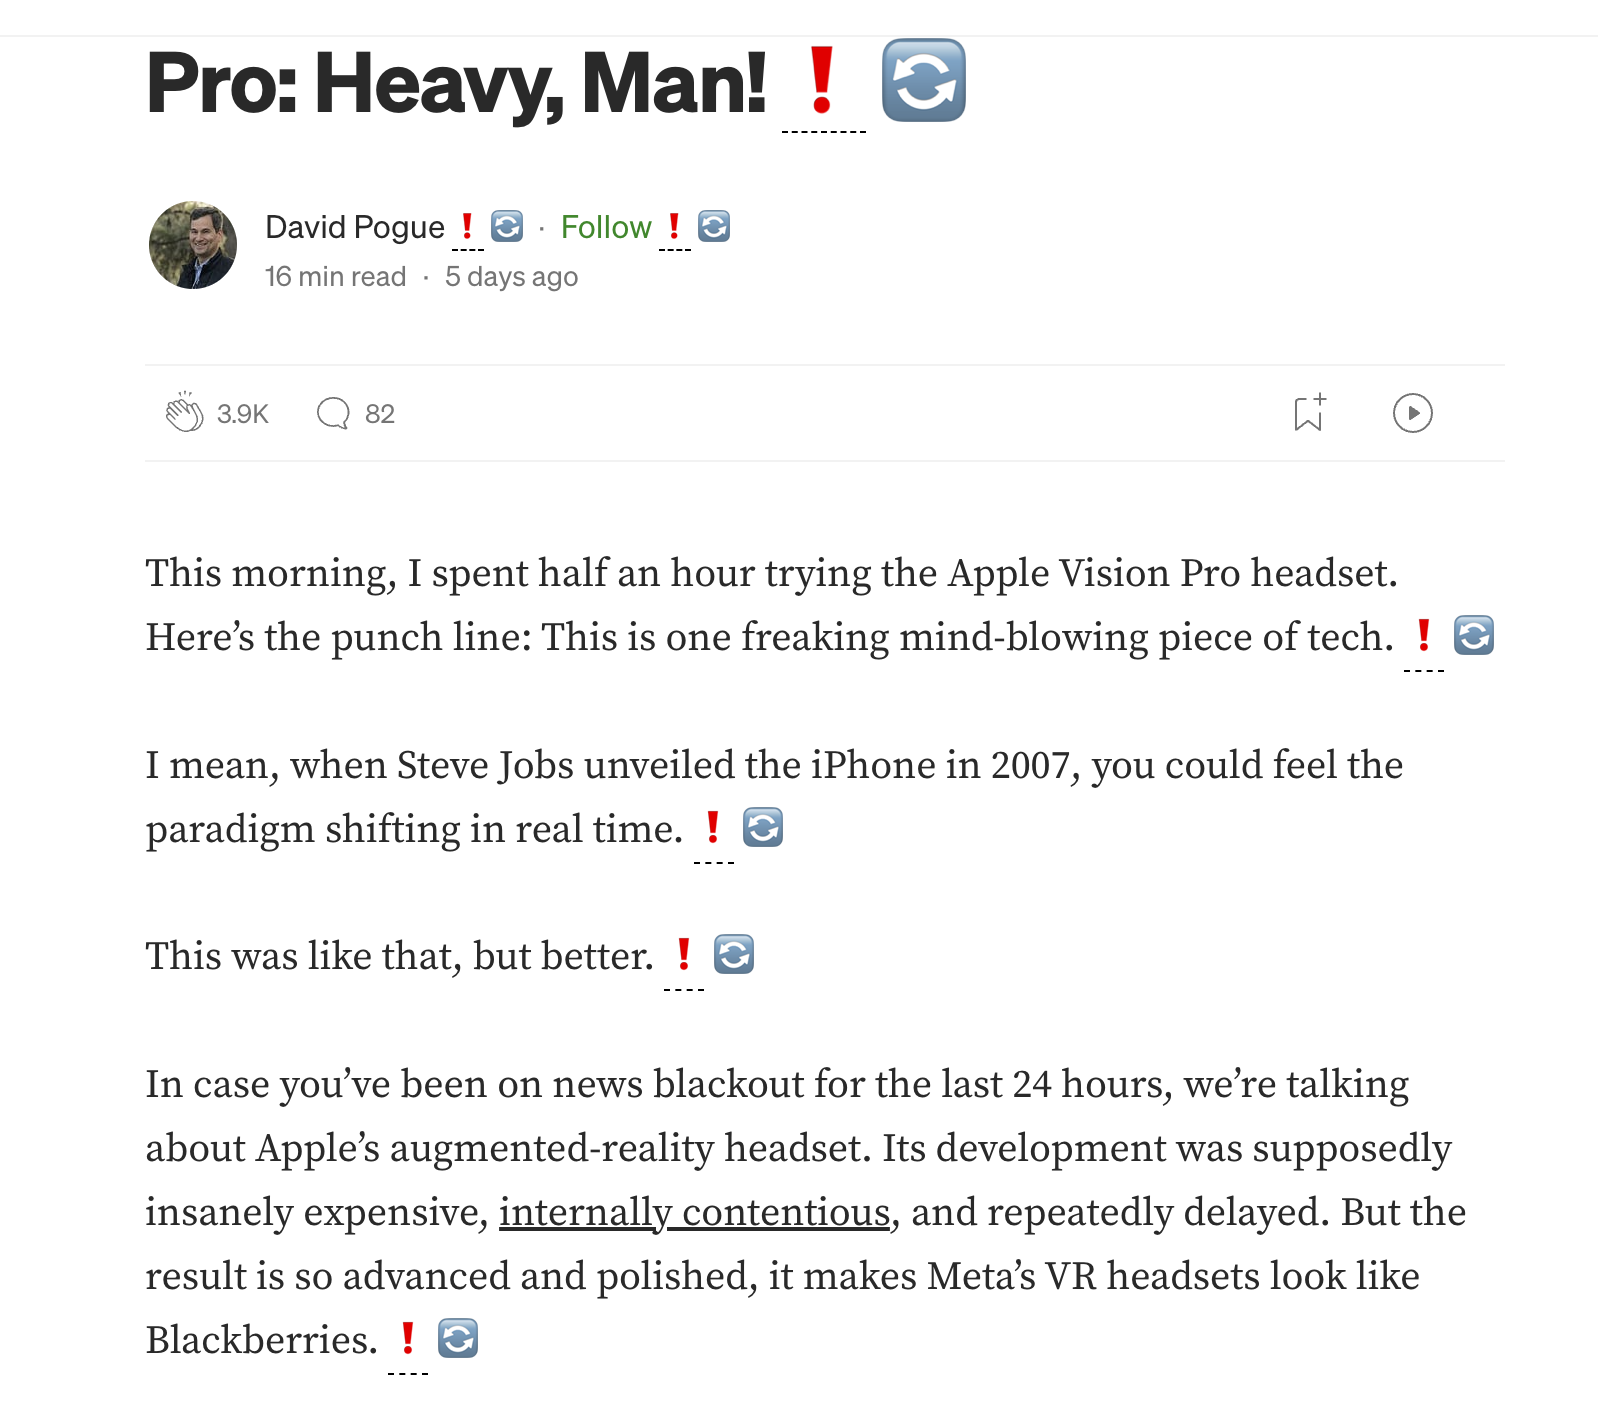 Pro: Heavy, Man! ❗ 🔄
David Pogue ❗ 🔄 · Follow ❗ 🔄
16 min read · 5 days ago
3.9K 82
This morning, I spent half an hour trying the Apple Vision Pro headset.
Here’s the punch line: This is one freaking mind-blowing piece of tech. ❗ 🔄
I mean, when Steve Jobs unveiled the iPhone in 2007, you could feel the
paradigm shifting in real time. ❗ 🔄
This was like that, but better. ❗ 🔄
In case you’ve been on news blackout for the last 24 hours, we’re talking
about Apple’s augmented-reality headset. Its development was supposedly
insanely expensive, internally contentious, and repeatedly delayed. But the
result is so advanced and polished, it makes Meta’s VR headsets look like
Blackberries. ❗ 🔄